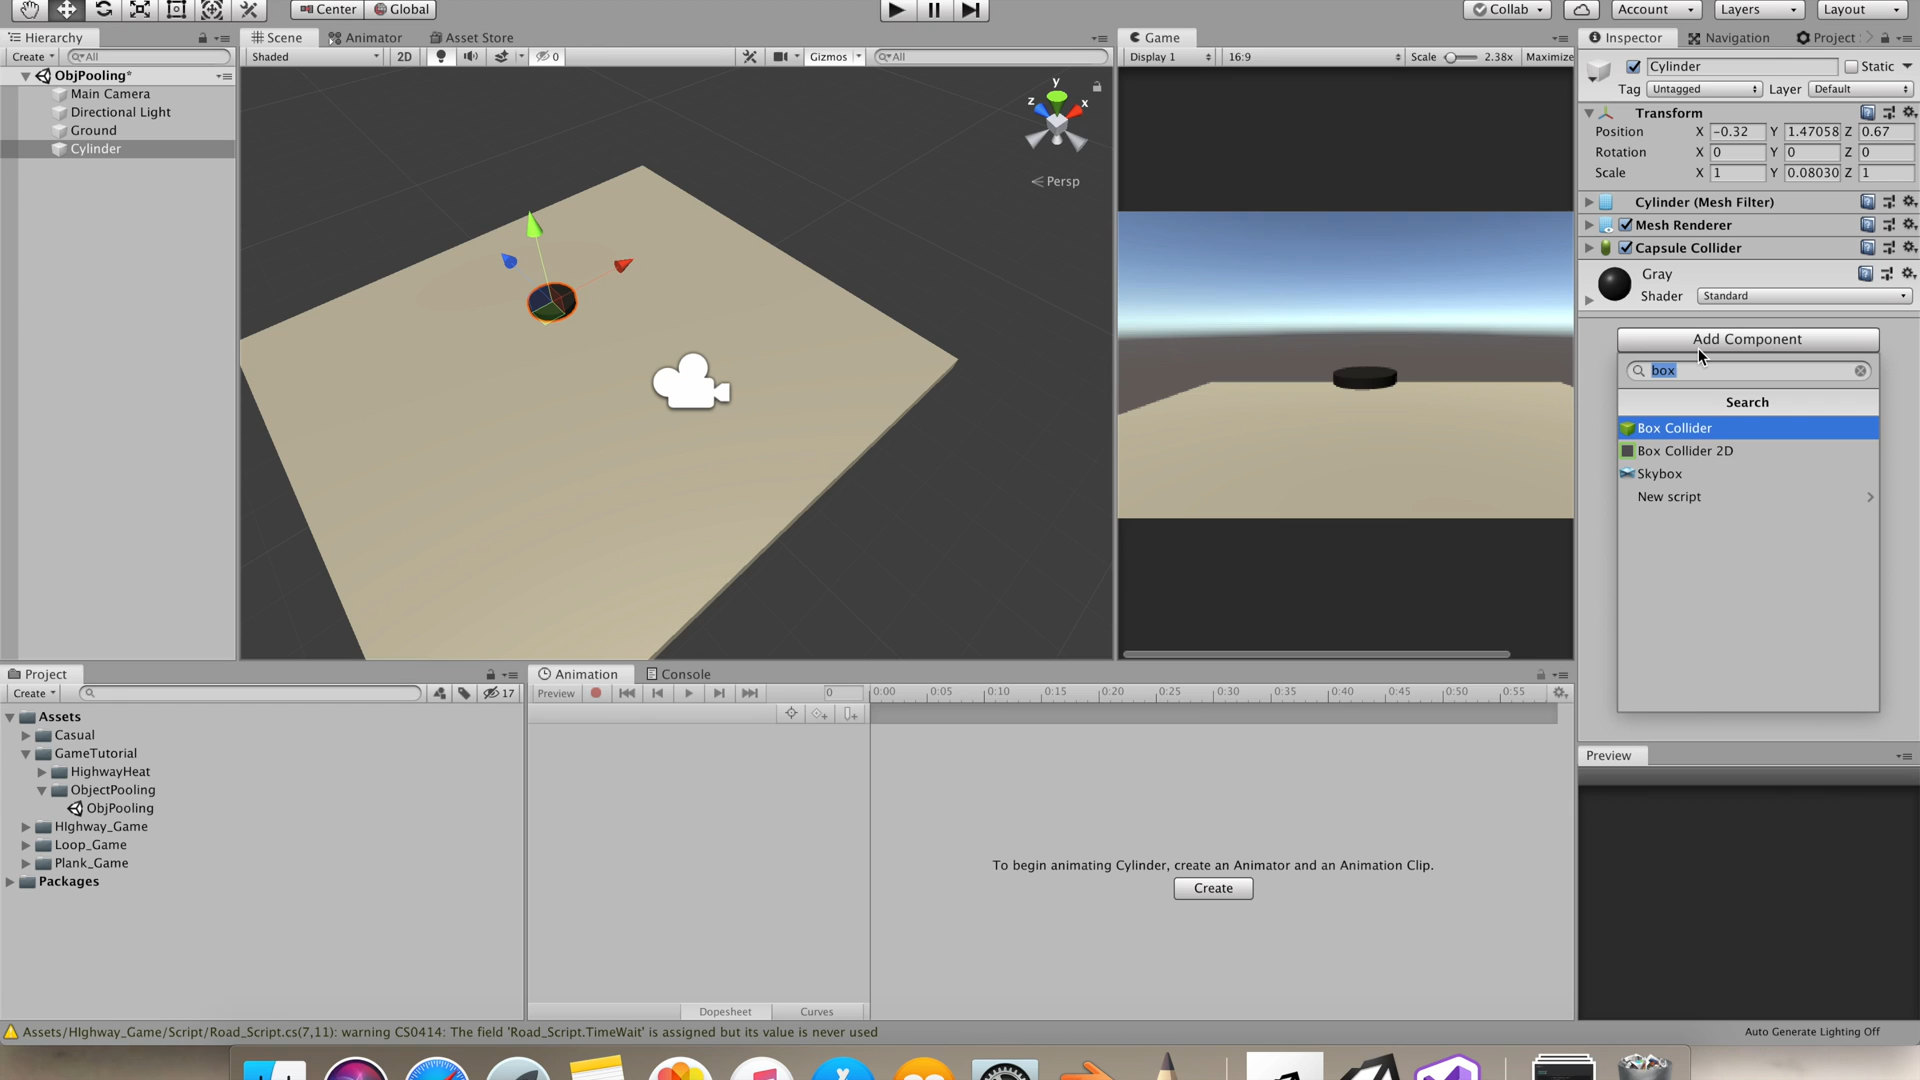 Center Global Collab Account Layers Layout
Hierarchy
Create All
ObjPooling*
Main Camera
Directional Light
Ground
Cylinder
Scene Animator Asset Store
Shaded 2D 0 Gizmos All
y
z x
Persp
Game
Display 1 16:9 Scale 2.38x Maximize
Inspector Navigation Project
Cylinder Static
Tag Untagged Layer Default
Transform
Position X -0.32 Y 1.47058 Z 0.67
Rotation X 0 Y 0 Z 0
Scale X 1 Y 0.08030 Z 1
Cylinder (Mesh Filter)
Mesh Renderer
Capsule Collider
Gray
Shader Standard
Add Component
box
Search
Box Collider
Box Collider 2D
Skybox
New script
Preview
Project
Create 17
Assets
Casual
GameTutorial
HighwayHeat
ObjectPooling
ObjPooling
HIghway_Game
Loop_Game
Plank_Game
Packages
Animation Console
Preview 0 0:00 0:05 0:10 0:15 0:20 0:25 0:30 0:35 0:40 0:45 0:50 0:55
To begin animating Cylinder, create an Animator and an Animation Clip.
Create
Dopesheet Curves
Assets/HIghway_Game/Script/Road_Script.cs(7,11): warning CS0414: The field 'Road_Script.TimeWait' is assigned but its value is never used
Auto Generate Lighting Off